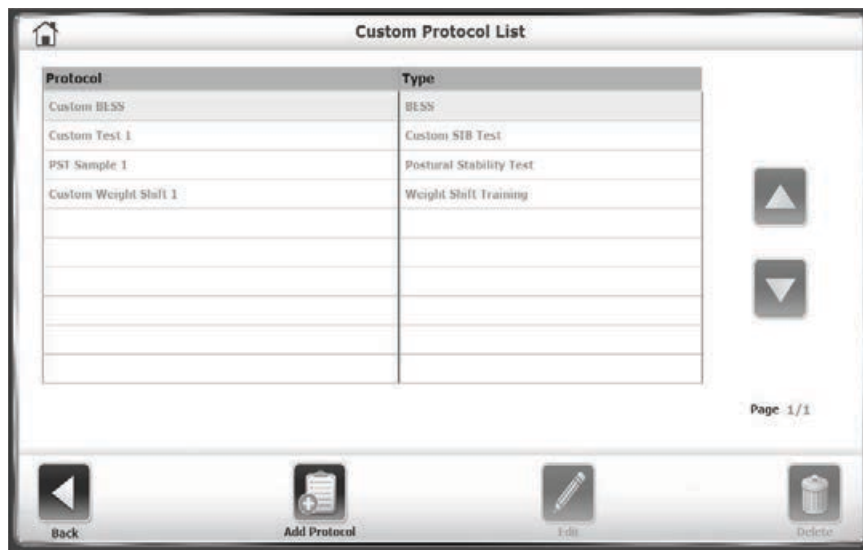 Custom Protocol List
Protocol Type
Custom BESS BESS
Custom Test 1 Custom SIB Test
PST Sample 1 Postural Stability Test
Custom Weight Shift 1 Weight Shift Training
Page 1/1
Back Add Protocol Edit Delete